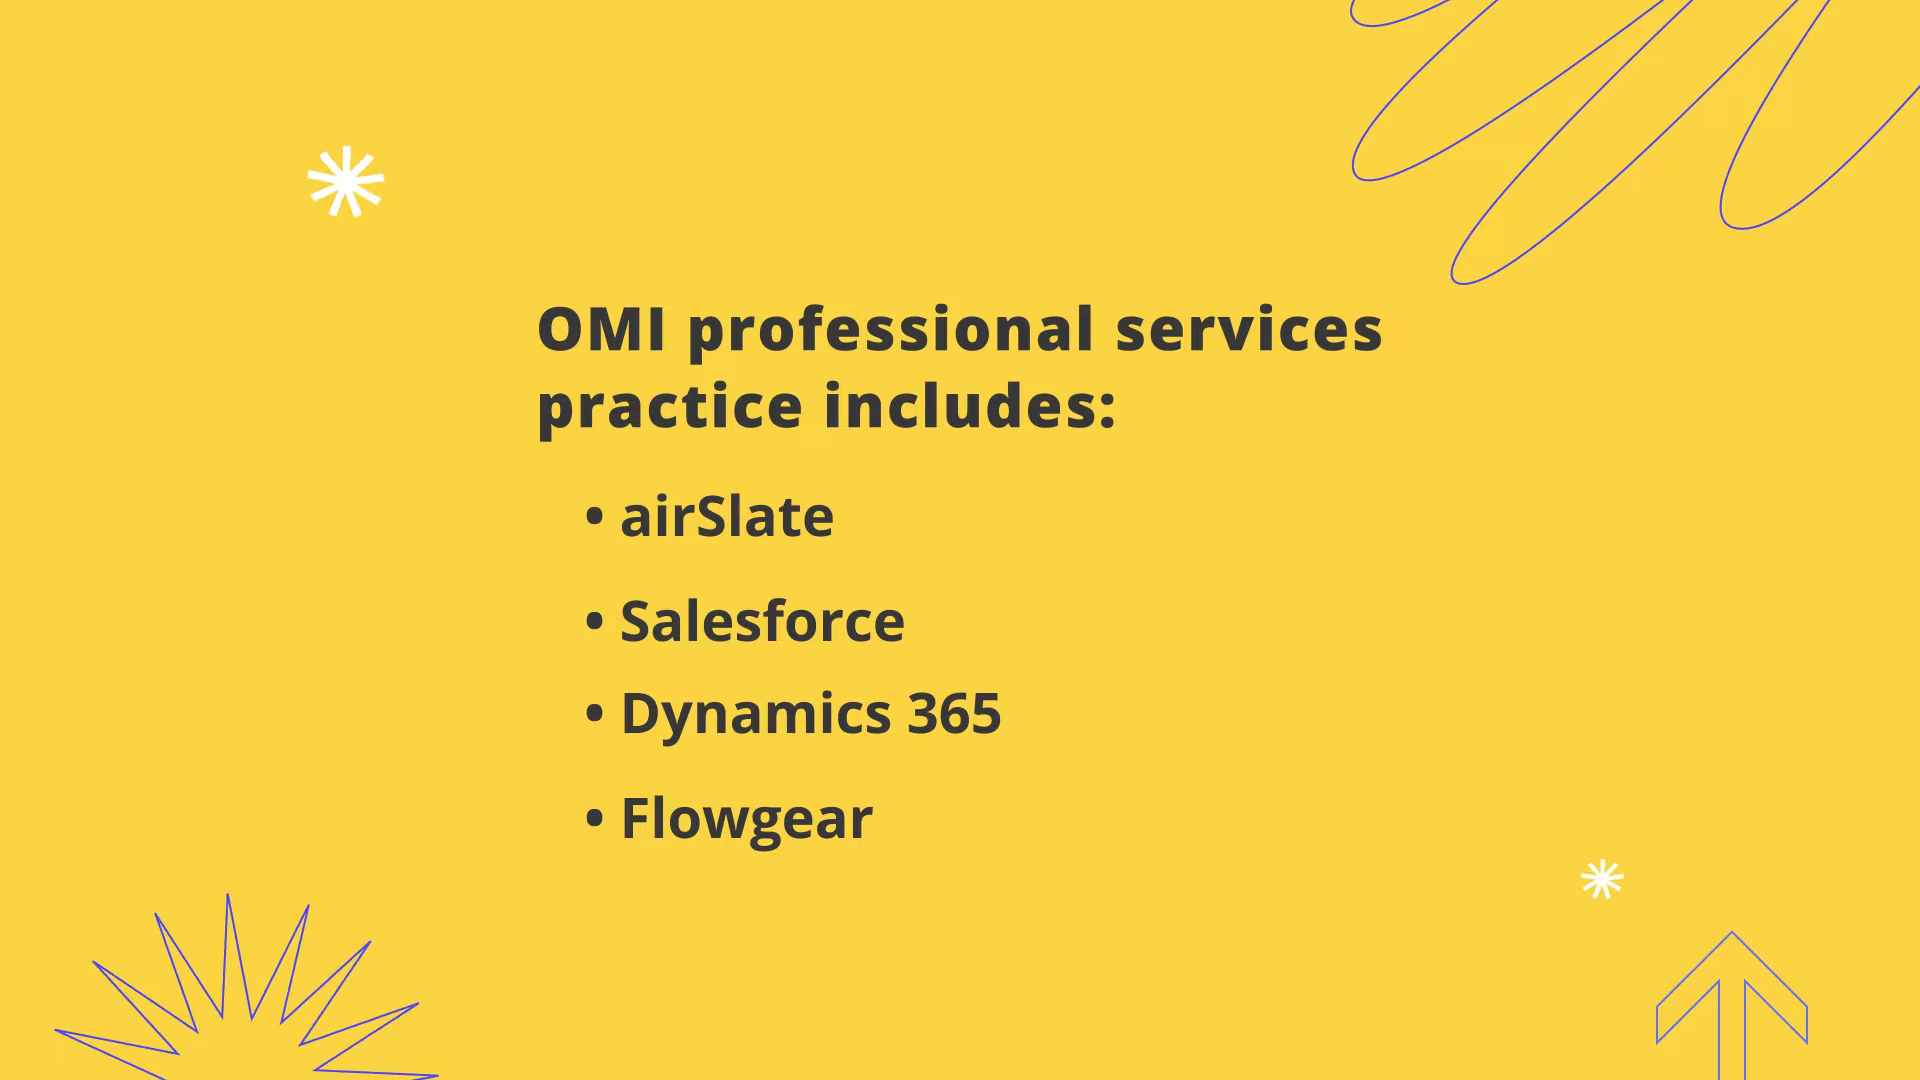 OMI professional services
practice includes:
• airSlate
• Salesforce
• Dynamics 365
• Flowgear